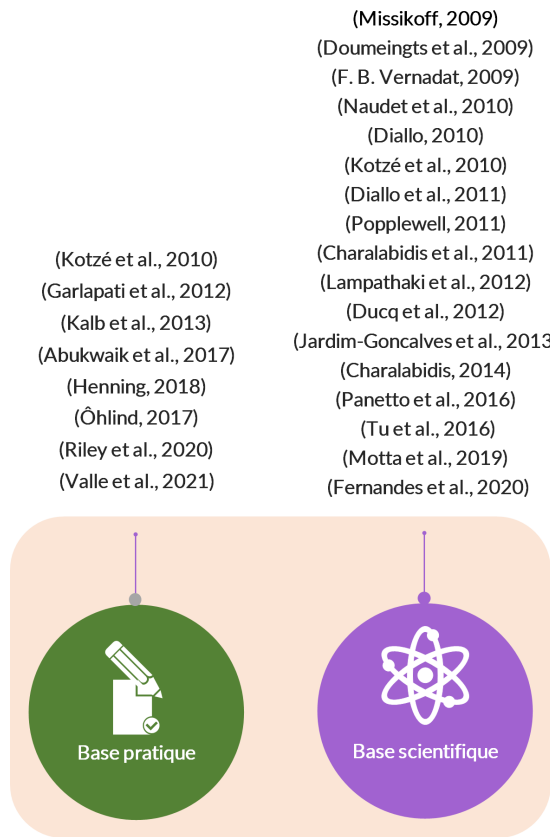 (Kotzé et al., 2010)
(Garlapati et al., 2012)
(Kalb et al., 2013)
(Abukwaik et al., 2017)
(Henning, 2018)
(Ôhlind, 2017)
(Riley et al., 2020)
(Valle et al., 2021)
Base pratique
(Missikoff, 2009)
(Doumeingts et al., 2009)
(F. B. Vernadat, 2009)
(Naudet et al., 2010)
(Diallo, 2010)
(Kotzé et al., 2010)
(Diallo et al., 2011)
(Popplewell, 2011)
(Charalabidis et al., 2011)
(Lampathaki et al., 2012)
(Ducq et al., 2012)
(Jardim-Goncalves et al., 2013
(Charalabidis, 2014)
(Panetto et al., 2016)
(Tu et al., 2016)
(Motta et al., 2019)
(Fernandes et al., 2020)
Base scientifique